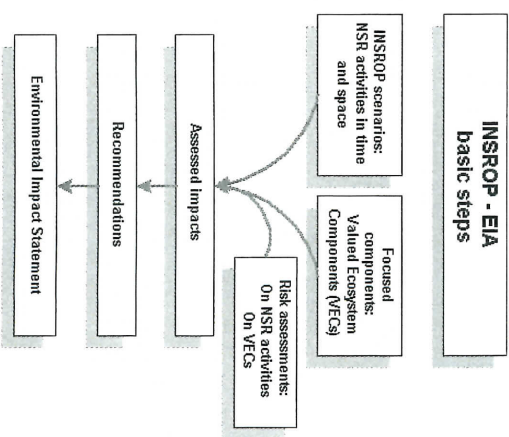 INSROP - EIA
basic steps
INSROP scenarios:
NSR activities in time
and space
Focused
components:
Valued Ecosystem
Components (VECs)
Risk assessments:
On NSR activities
On VECs
Assessed impacts
Recommendations
Environmental Impact Statement